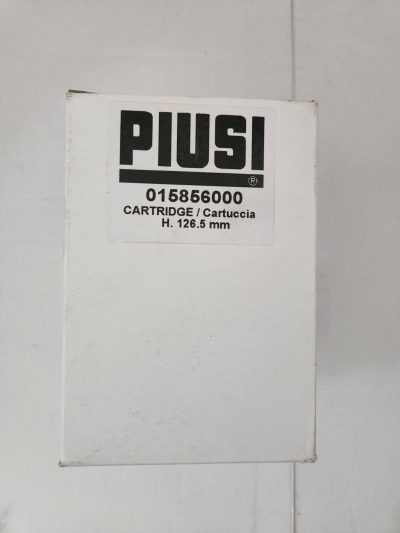 PIUSI
®
015856000
CARTRIDGE / Cartuccia
H. 126.5 mm